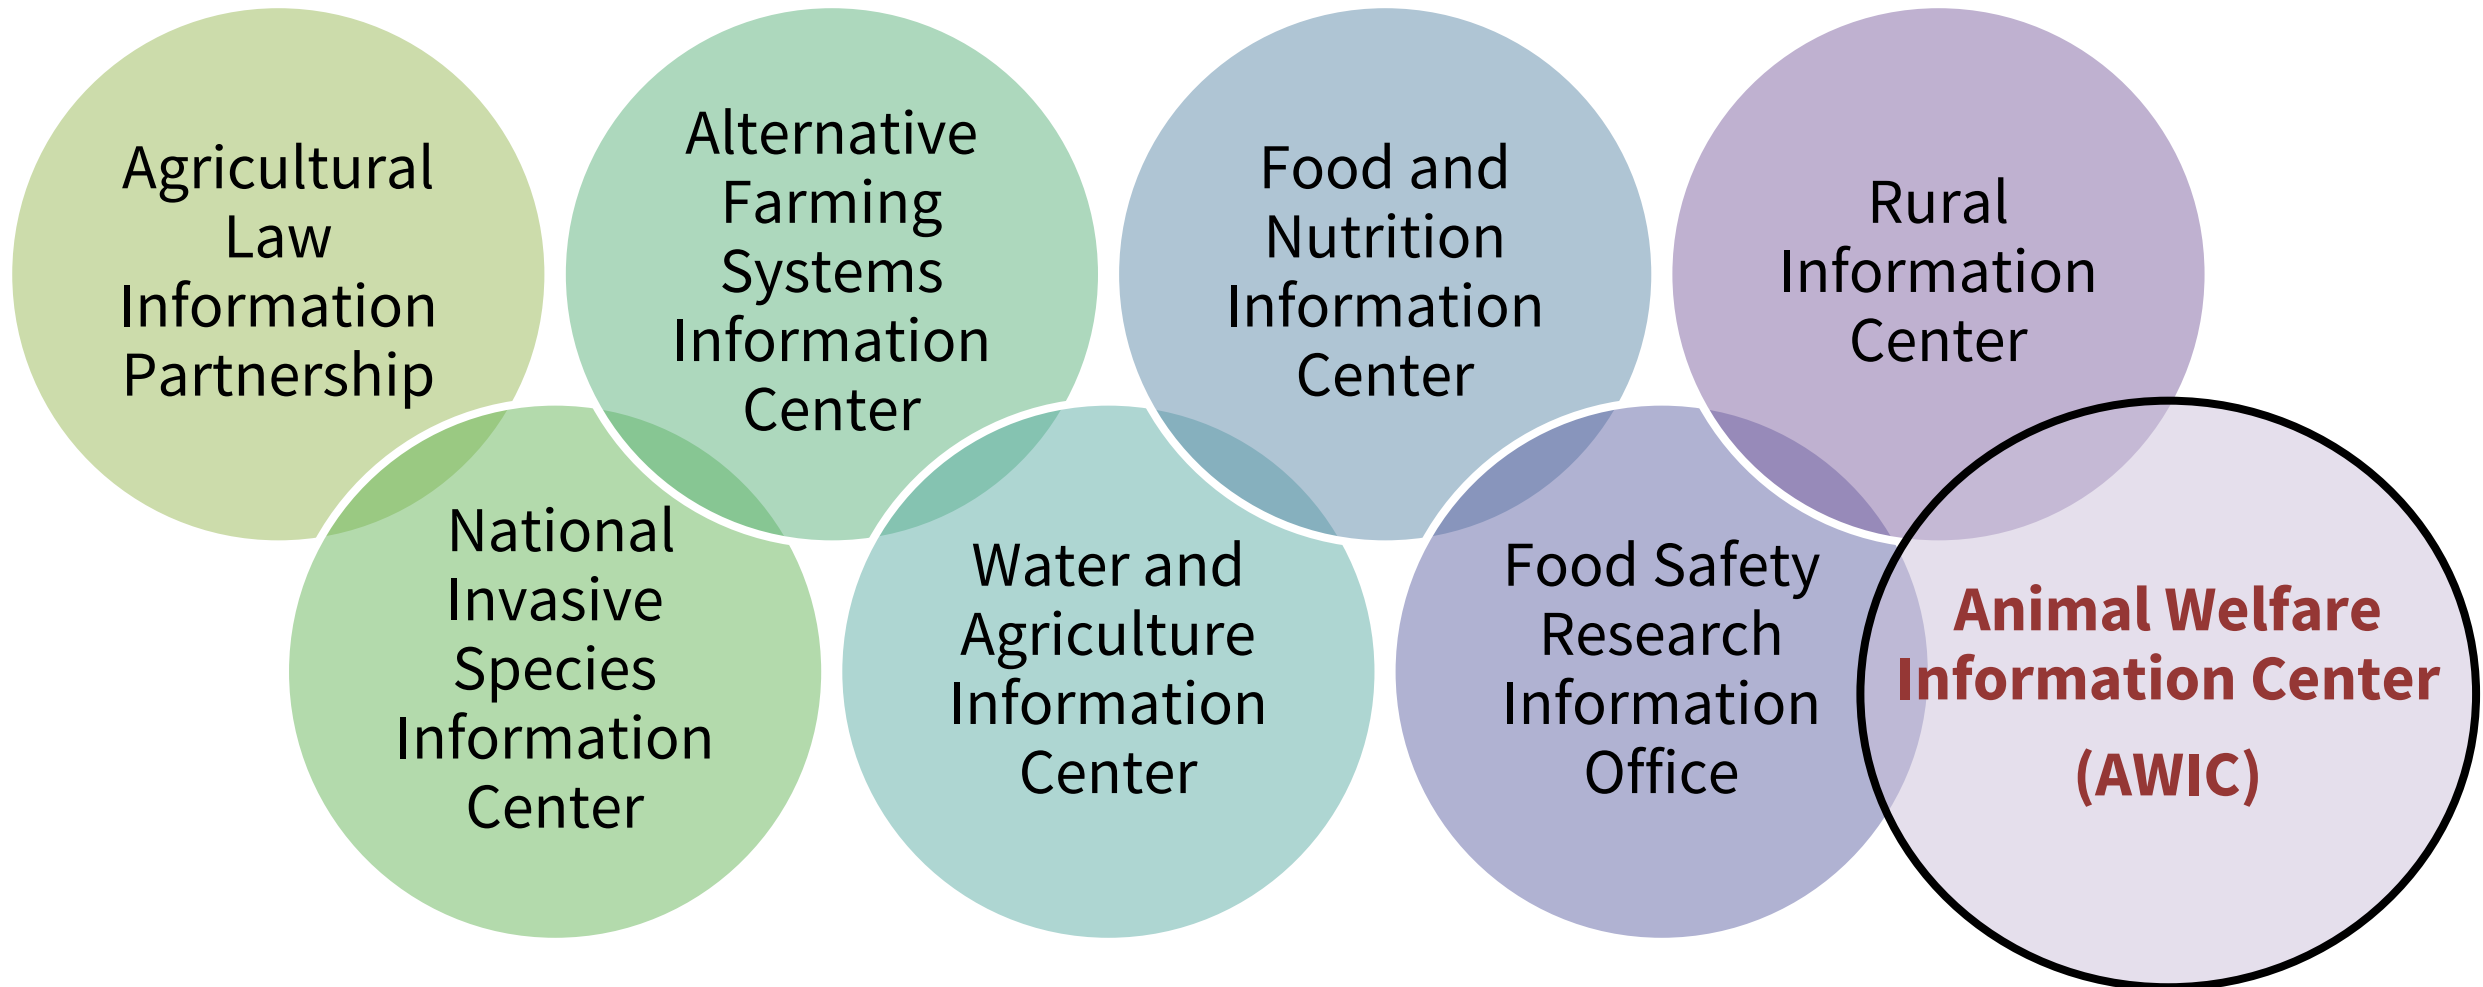 Agricultural
Law
Information
Partnership
National
Invasive
Species
Information
Center
Alternative
Farming
Systems
Information
Center
Water and
Agriculture
Information
Center
Food and
Nutrition
Information
Center
Food Safety
Research
Information
Office
Rural
Information
Center
Animal Welfare
Information Center
(AWIC)